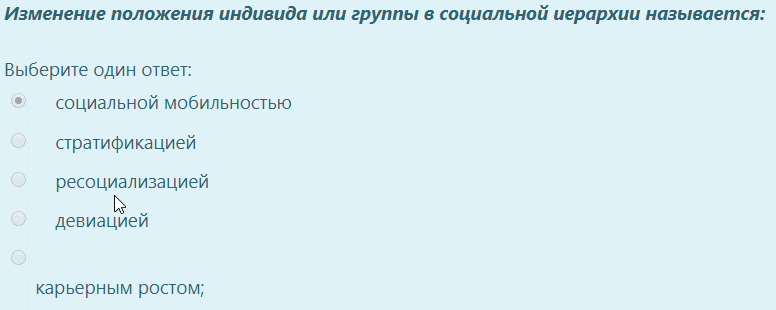 Изменение положения индивида или группы в социальной иерархии называется:
Выберите один ответ:
социальной мобильностью
стратификацией
ресоциализацией
девиацией
карьерным ростом;